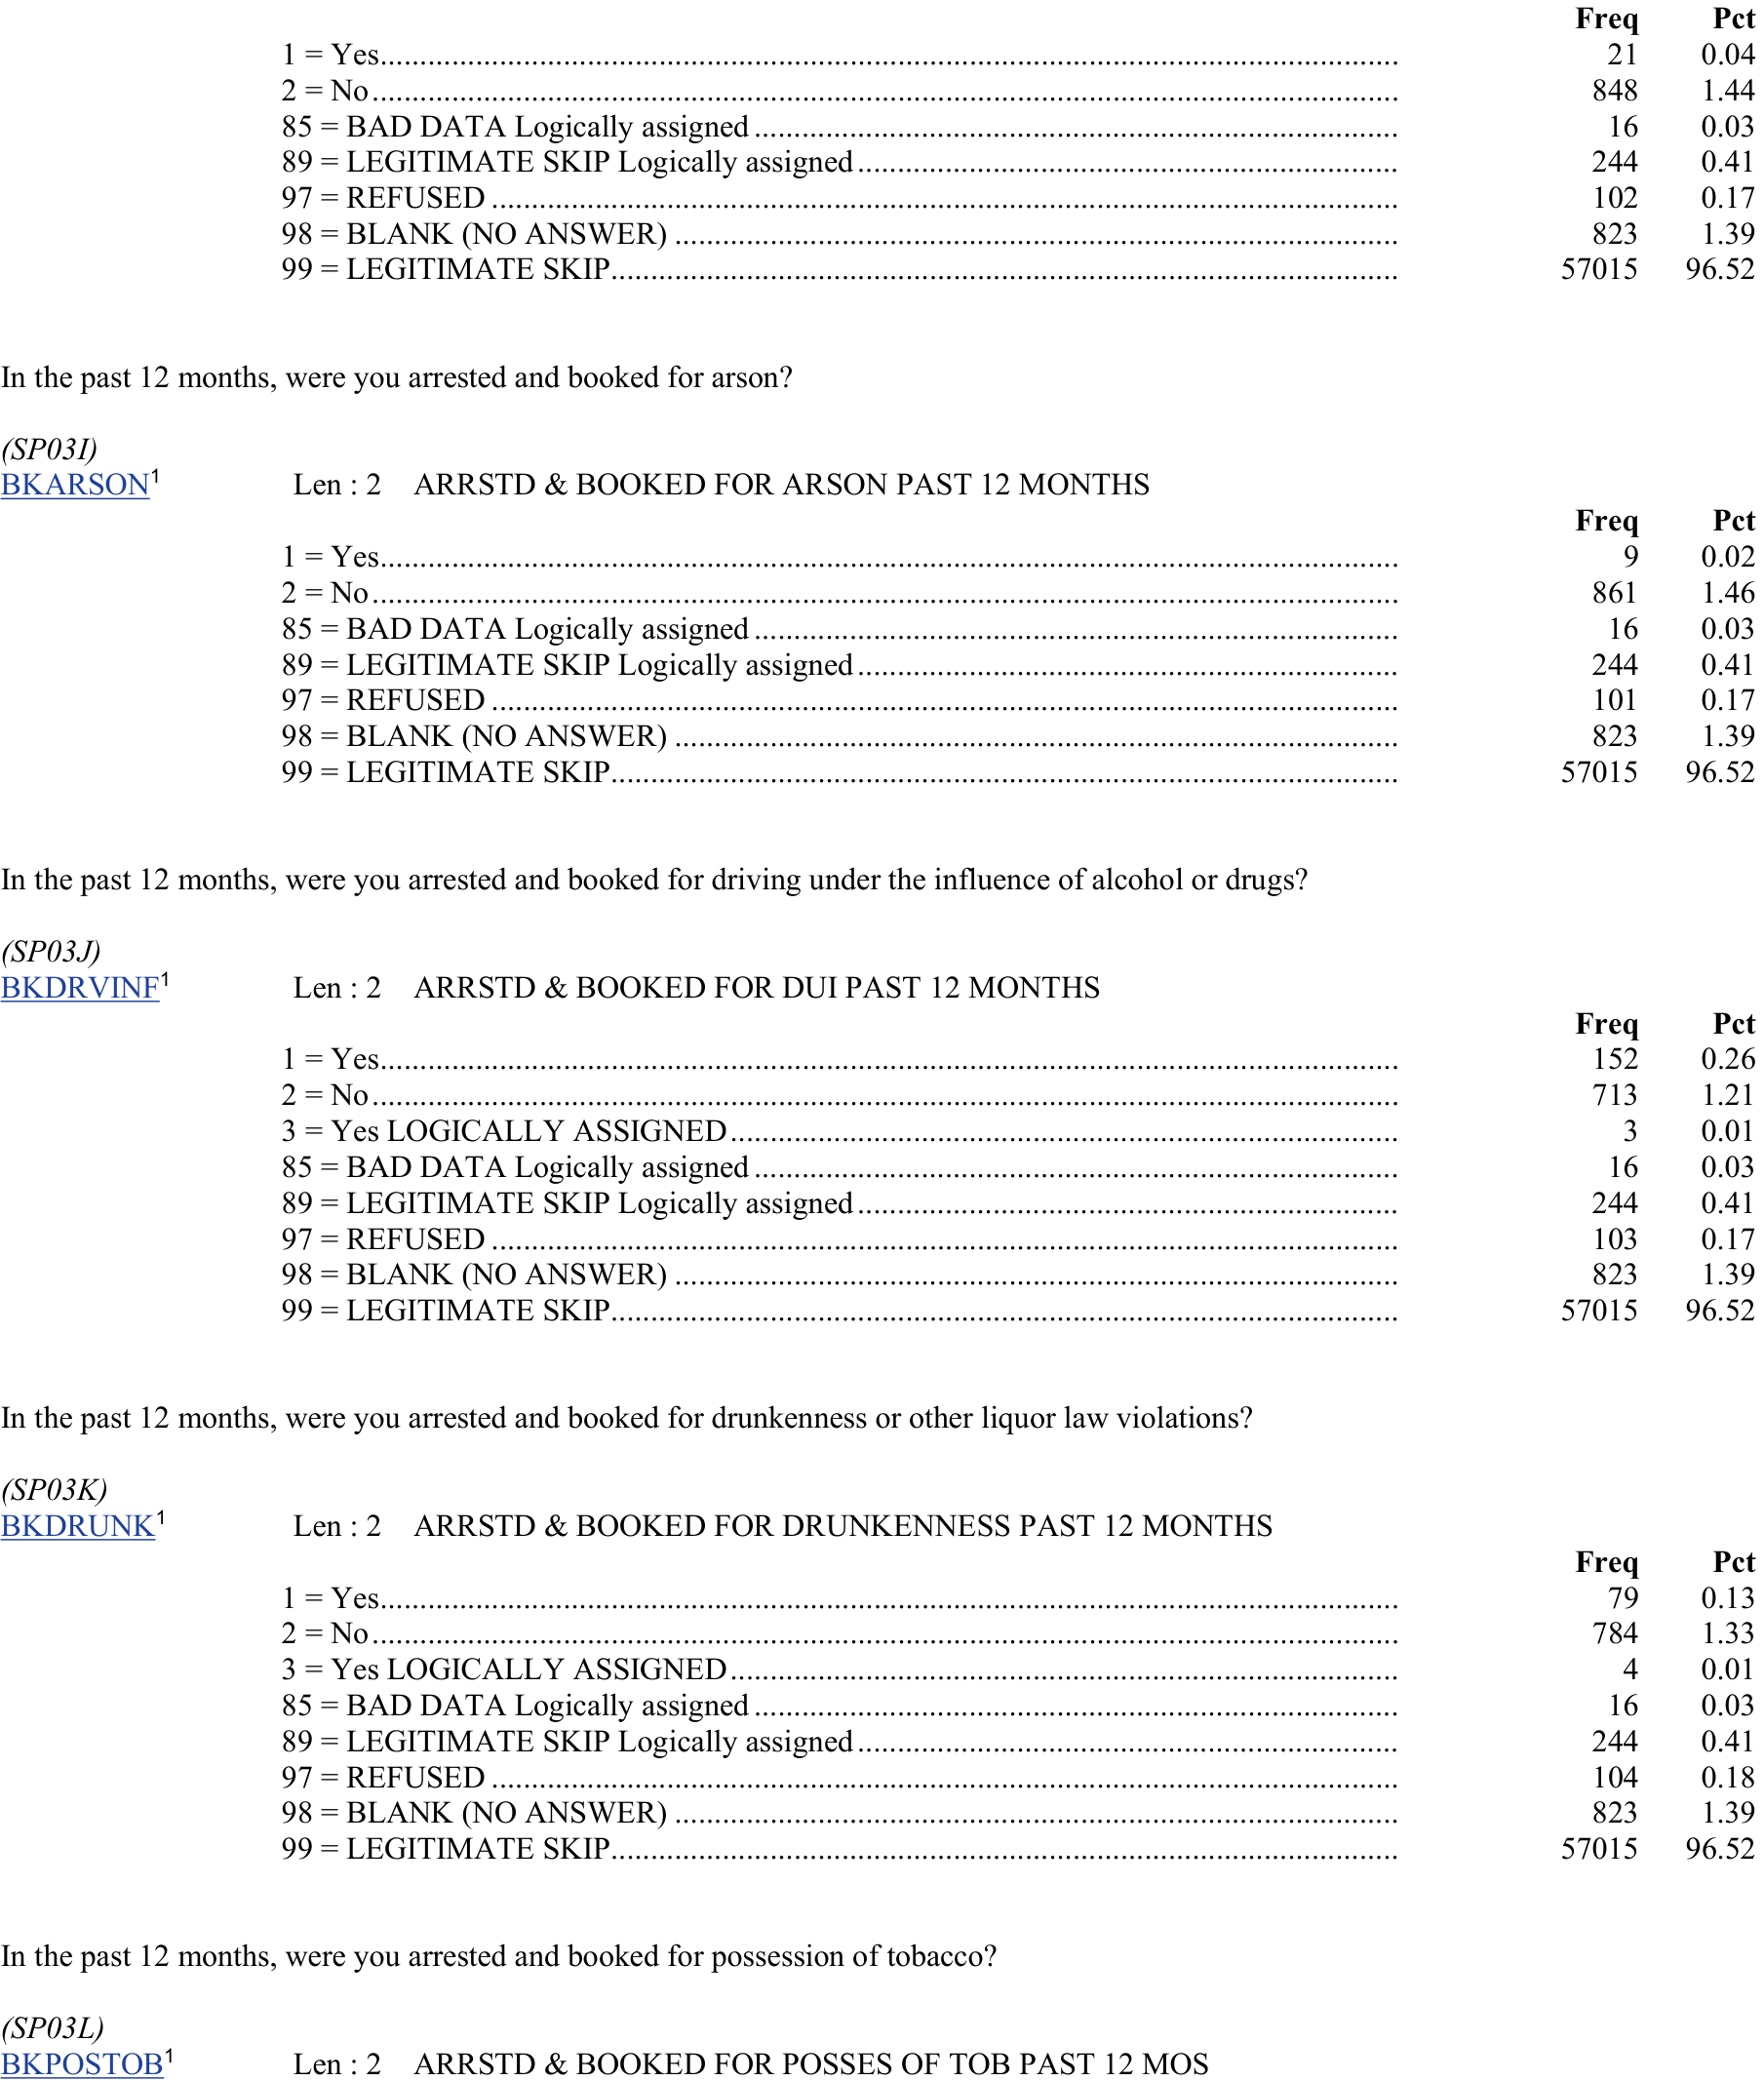 Freq Pct
1 = Yes 21 0.04
2 = No 848 1.44
85 = BAD DATA Logically assigned 16 0.03
89 = LEGITIMATE SKIP Logically assigned 244 0.41
97 = REFUSED 102 0.17
98 = BLANK (NO ANSWER) 823 1.39
99 = LEGITIMATE SKIP 57015 96.52
In the past 12 months, were you arrested and booked for arson?
(SP03I)
BKARSON1 Len : 2 ARRSTD & BOOKED FOR ARSON PAST 12 MONTHS
Freq Pct
1 = Yes 9 0.02
2 = No 861 1.46
85 = BAD DATA Logically assigned 16 0.03
89 = LEGITIMATE SKIP Logically assigned 244 0.41
97 = REFUSED 101 0.17
98 = BLANK (NO ANSWER) 823 1.39
99 = LEGITIMATE SKIP 57015 96.52
In the past 12 months, were you arrested and booked for driving under the influence of alcohol or drugs?
(SP03J)
BKDRVINF1 Len : 2 ARRSTD & BOOKED FOR DUI PAST 12 MONTHS
Freq Pct
1 = Yes 152 0.26
2 = No 713 1.21
3 = Yes LOGICALLY ASSIGNED 3 0.01
85 = BAD DATA Logically assigned 16 0.03
89 = LEGITIMATE SKIP Logically assigned 244 0.41
97 = REFUSED 103 0.17
98 = BLANK (NO ANSWER) 823 1.39
99 = LEGITIMATE SKIP 57015 96.52
In the past 12 months, were you arrested and booked for drunkenness or other liquor law violations?
(SP03K)
BKDRUNK1 Len : 2 ARRSTD & BOOKED FOR DRUNKENNESS PAST 12 MONTHS
Freq Pct
1 = Yes 79 0.13
2 = No 784 1.33
3 = Yes LOGICALLY ASSIGNED 4 0.01
85 = BAD DATA Logically assigned 16 0.03
89 = LEGITIMATE SKIP Logically assigned 244 0.41
97 = REFUSED 104 0.18
98 = BLANK (NO ANSWER) 823 1.39
99 = LEGITIMATE SKIP 57015 96.52
In the past 12 months, were you arrested and booked for possession of tobacco?
(SP03L)
BKPOSTOB1 Len : 2 ARRSTD & BOOKED FOR POSSES OF TOB PAST 12 MOS